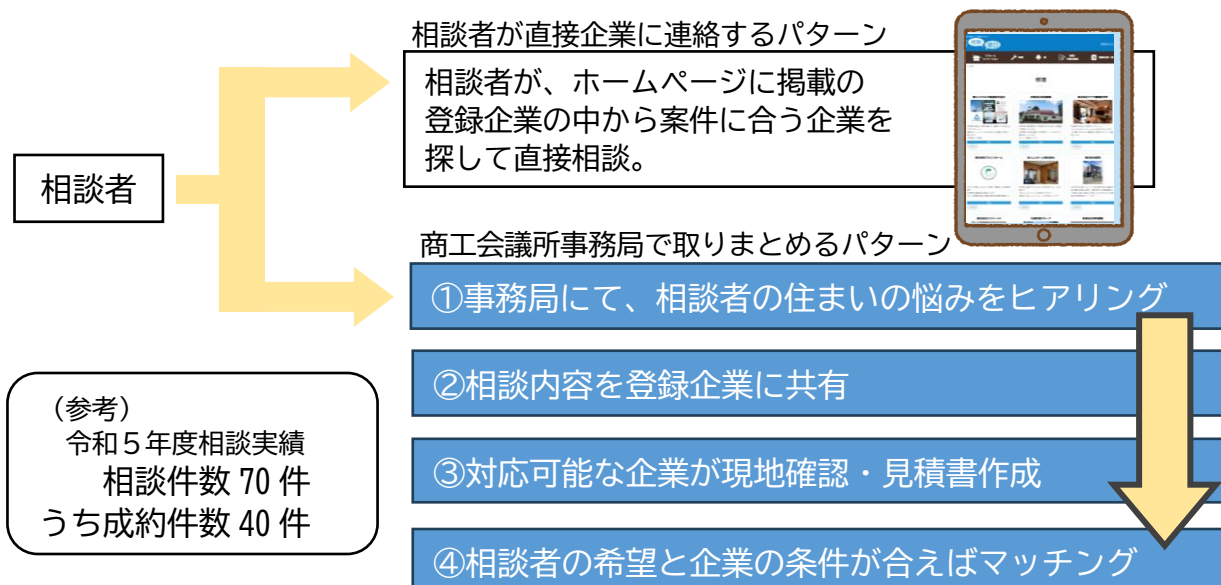 相談者が直接企業に連絡するパターン
相談者が、ホームページに掲載の
登録企業の中から案件に合う企業を
探して直接相談。
相談者
商工会議所事務局で取りまとめるパターン
①事務局にて、相談者の住まいの悩みをヒアリング
②相談内容を登録企業に共有
③対応可能な企業が現地確認・見積書作成
④相談者の希望と企業の条件が合えばマッチング
（参考）
令和５年度相談実績
相談件数 70 件
うち成約件数 40 件